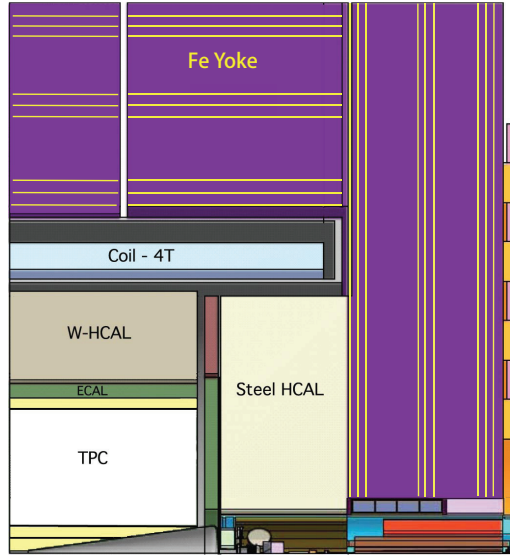 Fe Yoke
Coil - 4T
W-HCAL
ECAL
Steel HCAL
TPC